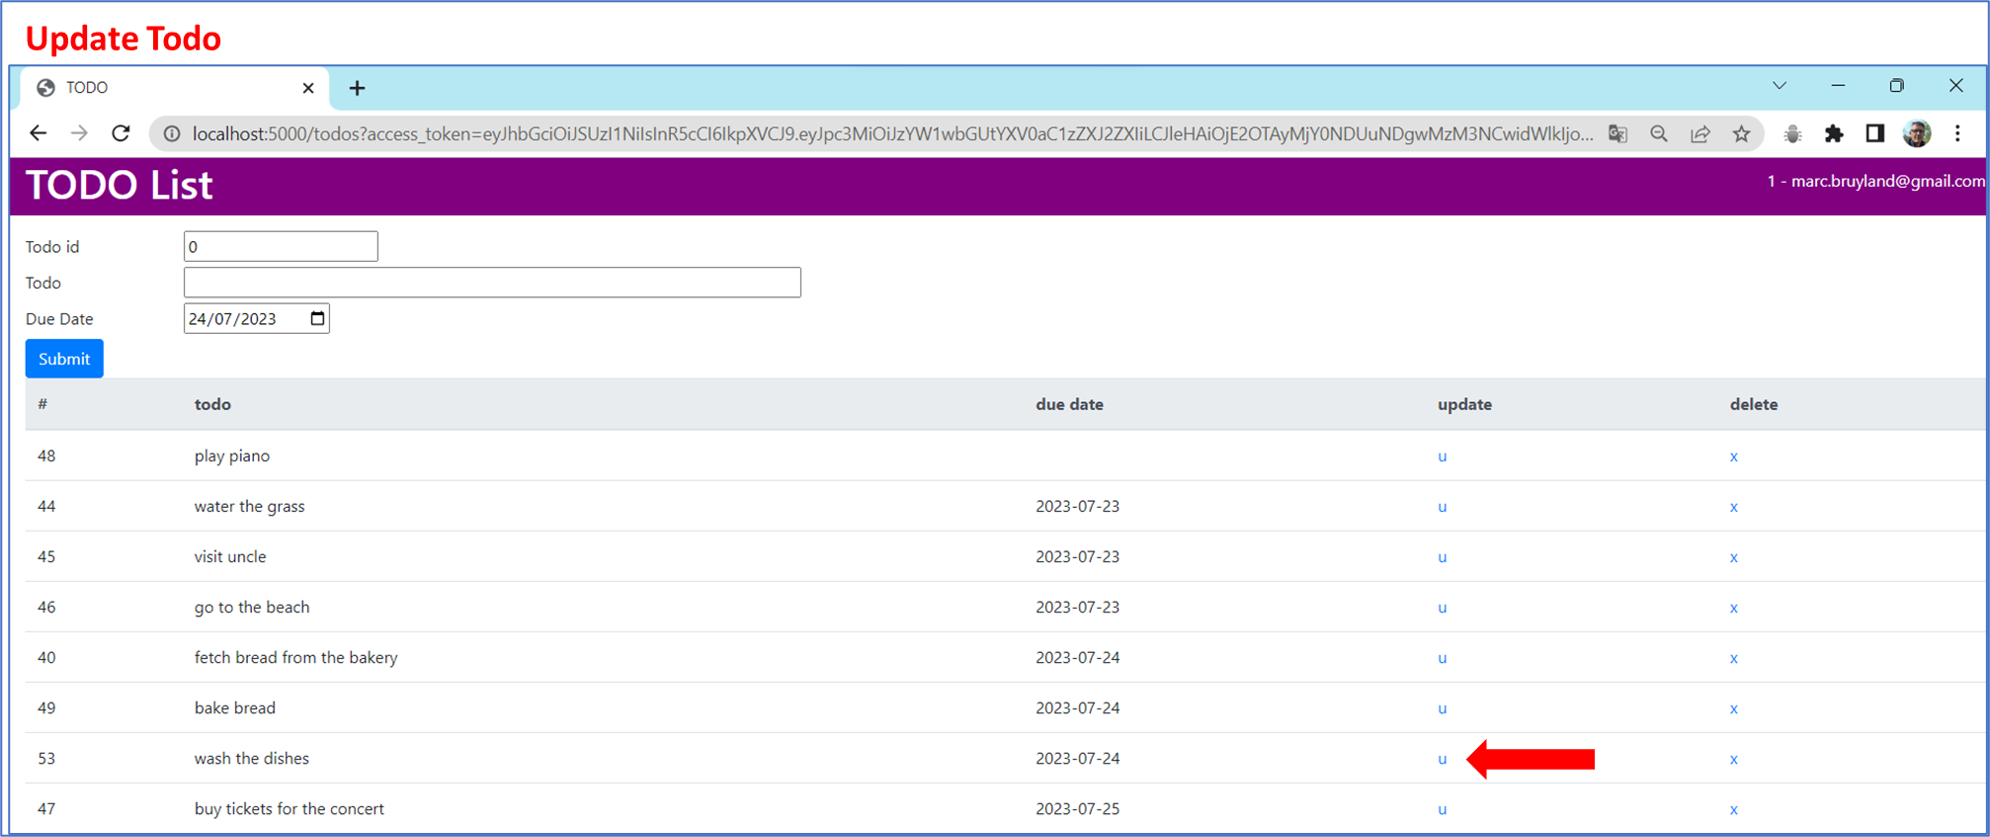 Update Todo
TODO
localhost:5000/todos?access_token=eyJhbGciOiJSUzI1NiIsInR5cCI6IkpXVCJ9.eyJpc3MiOiJzYW1wbGUtYXV0aC1zZXJ2ZXIiLCJleHAiOjE2OTAyMjY0NDUuNDgwMzM3NCwidWlkIjo...
TODO List
1 - marc.bruyland@gmail.com
Todo id 0
Todo
Due Date 24/07/2023
Submit
# todo due date update delete
48 play piano u x
44 water the grass 2023-07-23 u x
45 visit uncle 2023-07-23 u x
46 go to the beach 2023-07-23 u x
40 fetch bread from the bakery 2023-07-24 u x
49 bake bread 2023-07-24 u x
53 wash the dishes 2023-07-24 u x
47 buy tickets for the concert 2023-07-25 u x